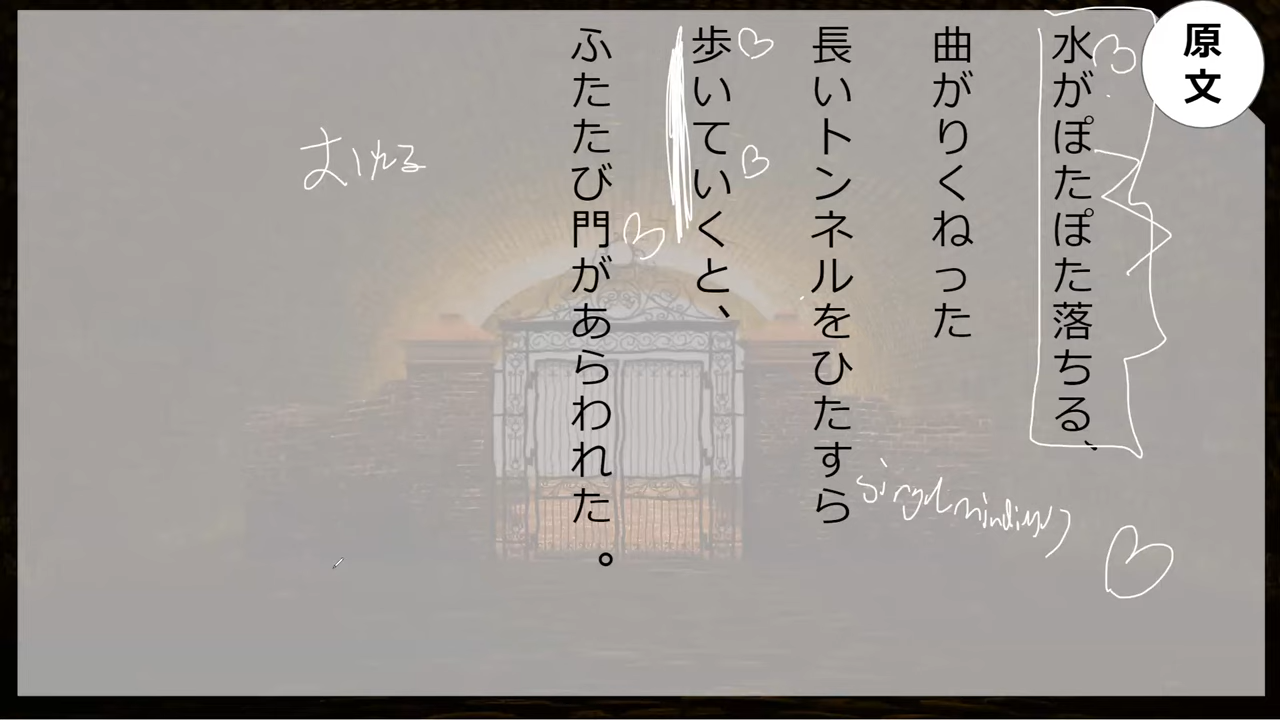 原文
水がぽたぽた落ちる、
曲がりくねった
長いトンネルをひたすら
歩いていくと、
ふたたび門があらわれた。